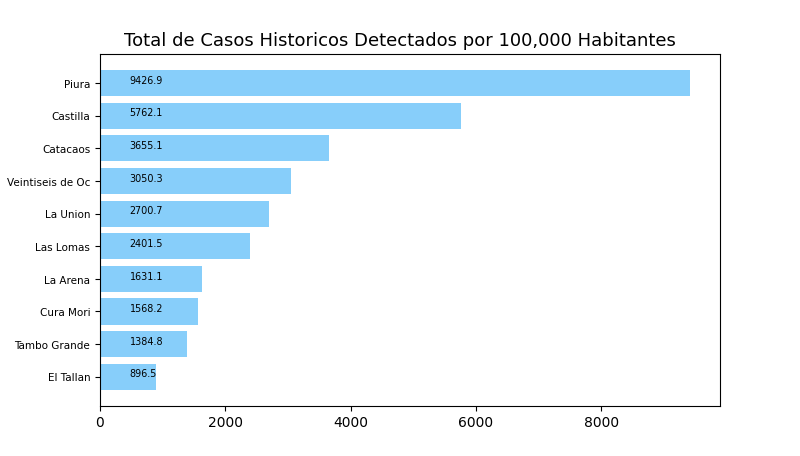 Total de Casos Historicos Detectados por 100,000 Habitantes
Piura 9426.9
Castilla 5762.1
Catacaos 3655.1
Veintiseis de Oc 3050.3
La Union 2700.7
Las Lomas 2401.5
La Arena 1631.1
Cura Mori 1568.2
Tambo Grande 1384.8
El Tallan 896.5
0 2000 4000 6000 8000